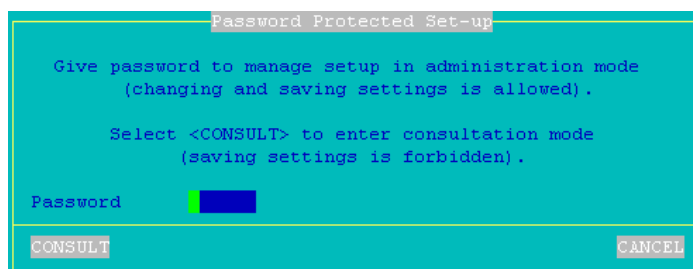 Password Protected Set-up
Give password to manage setup in administration mode
(changing and saving settings is allowed).
Select <CONSULT> to enter consultation mode
(saving settings is forbidden).
Password
CONSULT CANCEL